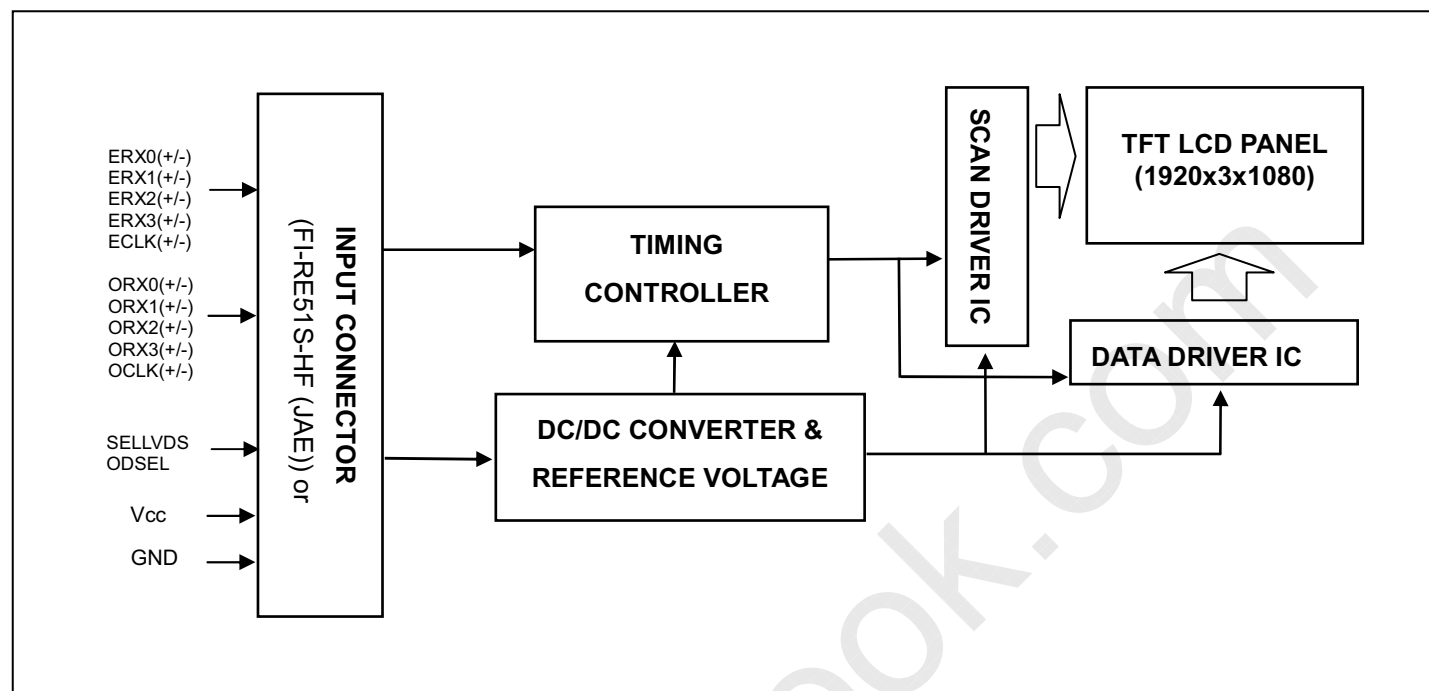 ERX0(+/-)
ERX1(+/-)
ERX2(+/-)
ERX3(+/-)
ECLK(+/-)
ORX0(+/-)
ORX1(+/-)
ORX2(+/-)
ORX3(+/-)
OCLK(+/-)
SELLVDS
ODSEL
Vcc
GND
INPUT CONNECTOR
(FI-RE51S-HF (JAE)) or
TIMING
CONTROLLER
DC/DC CONVERTER &
REFERENCE VOLTAGE
SCAN DRIVER IC
TFT LCD PANEL
(1920x3x1080)
DATA DRIVER IC
ook.com